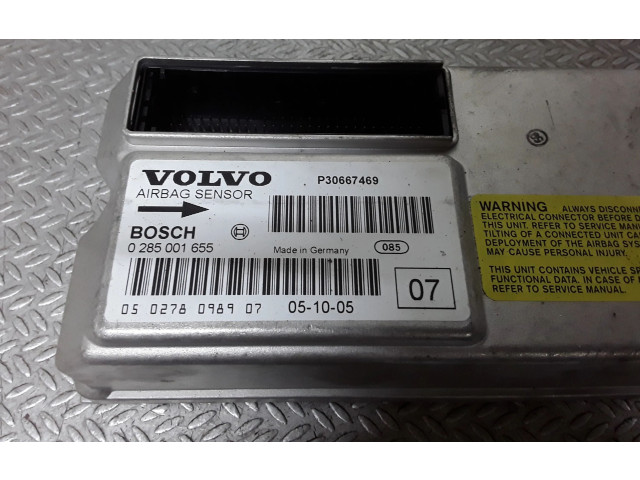 VOLVO
AIRBAG SENSOR
P30667469
BOSCH
0 285 001 655
Made in Germany
085
05 0278 0989 07
05-10-05
07
WARNING ALWAYS DISCONNE
ELECTRICAL CONNECTOR BEFORE
THIS UNIT. REFER TO SERVICE MANUA
TILTING OF A CONNECTED UNIT CA
DEPLOYMENT OF THE AIRBAG SYS
MAY CAUSE PERSONAL INJURY.
THIS UNIT CONTAINS VEHICLE SP
FUNCTIONAL DATA. IN CASE OF
REFER TO SERVICE MANUAL.